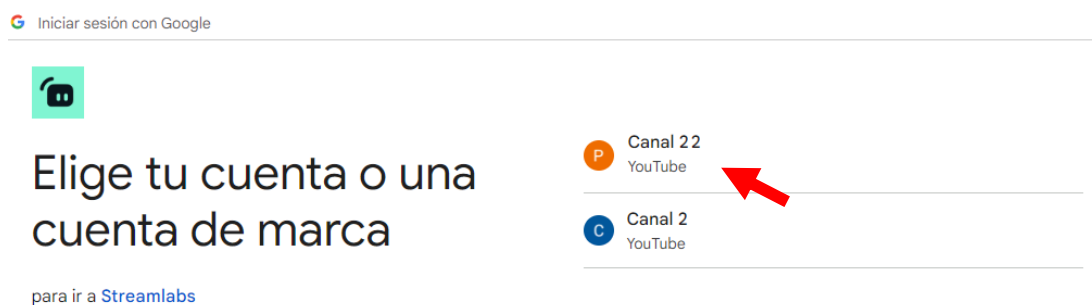 Iniciar sesión con Google
Elige tu cuenta o una
cuenta de marca
para ir a Streamlabs
P
Canal 22
YouTube
C
Canal 2
YouTube